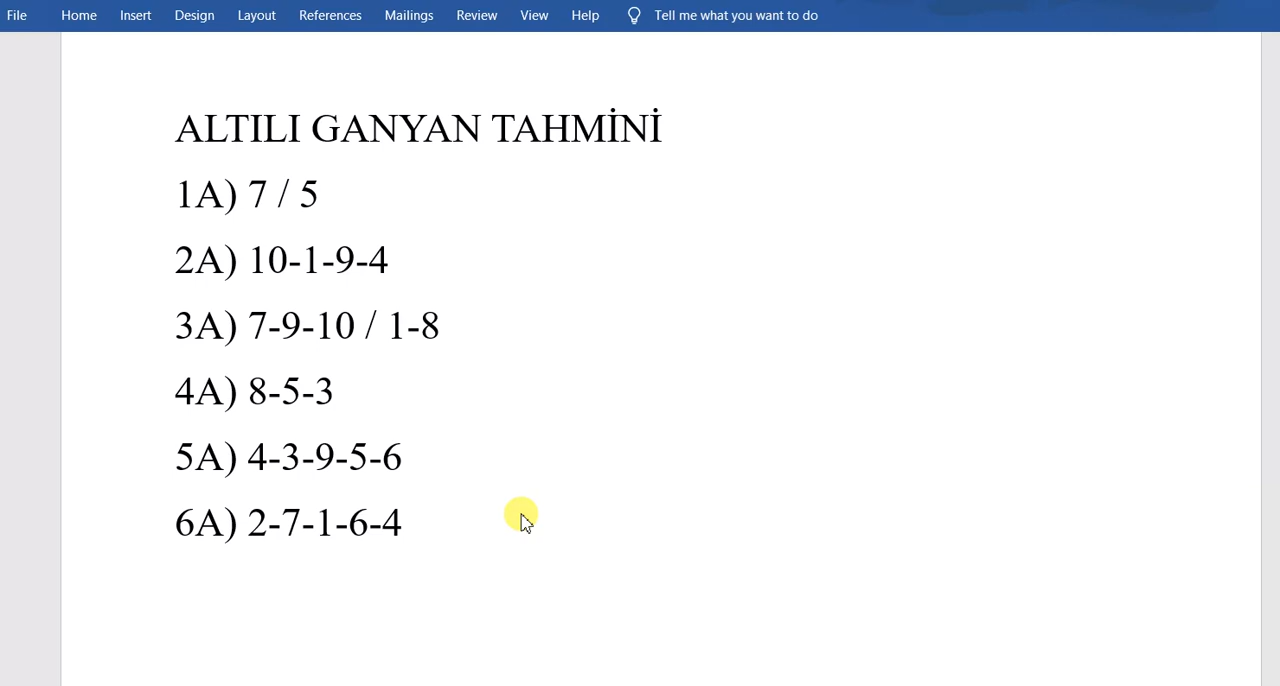 File Home Insert Design Layout References Mailings Review View Help Tell me what you want to do
ALTILI GANYAN TAHMİNİ
1A) 7 / 5
2A) 10-1-9-4
3A) 7-9-10 / 1-8
4A) 8-5-3
5A) 4-3-9-5-6
6A) 2-7-1-6-4